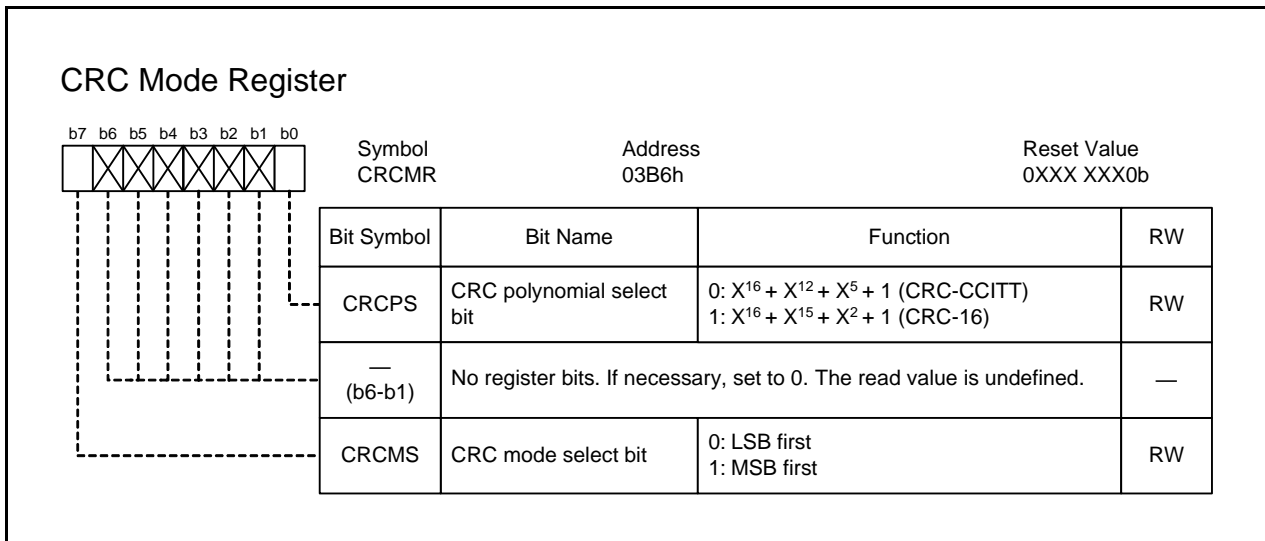 CRC Mode Register
b7 b6 b5 b4 b3 b2 b1 b0
Symbol Address Reset Value
CRCMR 03B6h 0XXX XXX0b
Bit Symbol Bit Name Function RW
CRCPS CRC polynomial select bit 0: X¹⁶ + X¹² + X⁵ + 1 (CRC-CCITT) RW
1: X¹⁶ + X¹⁵ + X² + 1 (CRC-16)
— (b6-b1) No register bits. If necessary, set to 0. The read value is undefined. —
CRCMS CRC mode select bit 0: LSB first RW
1: MSB first